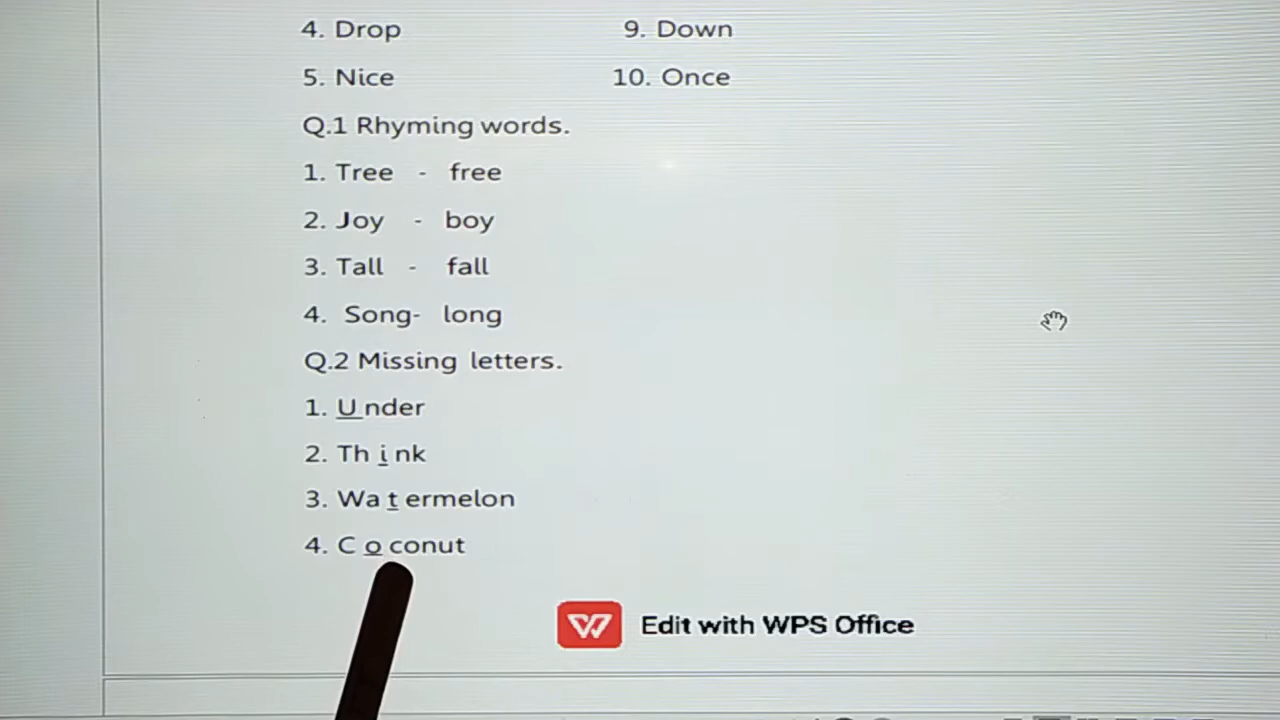 4. Drop 9. Down
5. Nice 10. Once
Q.1 Rhyming words.
1. Tree - free
2. Joy - boy
3. Tall - fall
4. Song- long
Q.2 Missing letters.
1. U nder
2. Th i nk
3. Wa t ermelon
4. C o conut
Edit with WPS Office